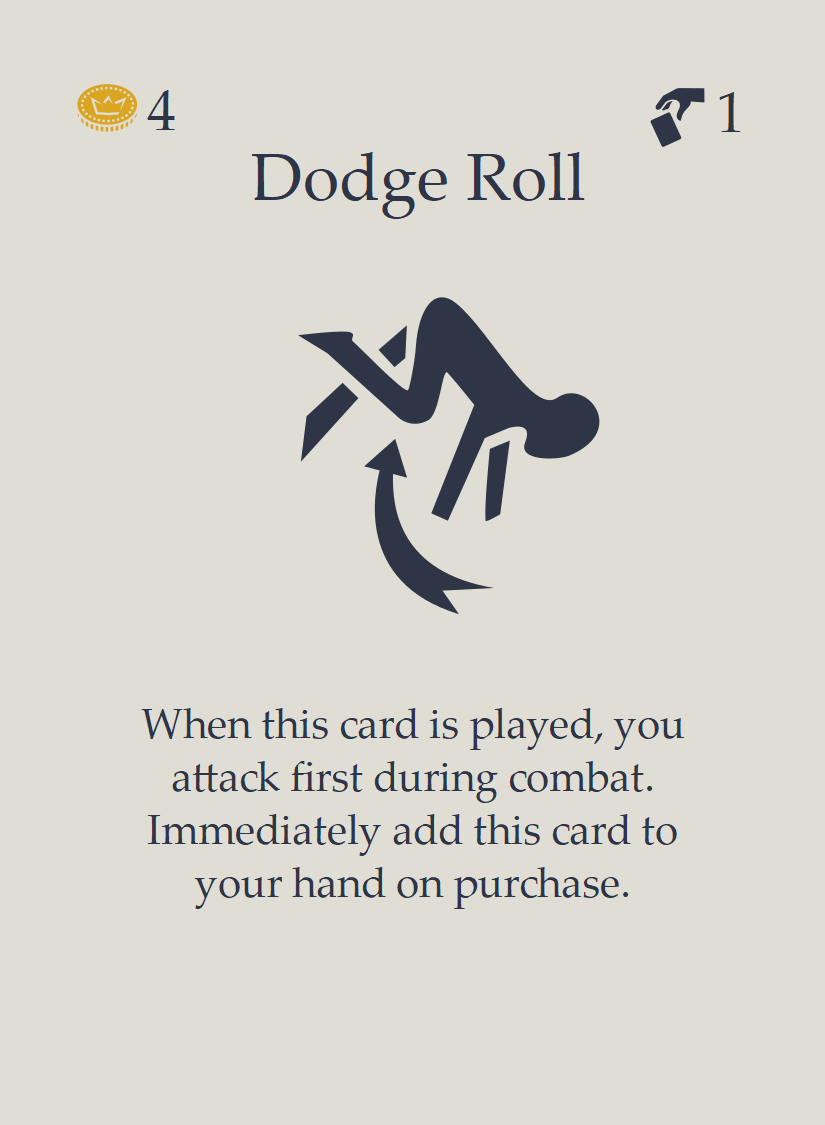 4
1
Dodge Roll
When this card is played, you
attack first during combat.
Immediately add this card to
your hand on purchase.